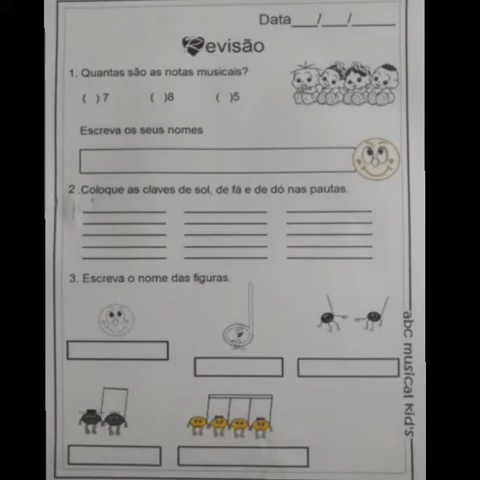 Data___/___/_____
Revisão
1. Quantas são as notas musicais?
( )7 ( )8 ( )5
Escreva os seus nomes
2 .Coloque as claves de sol, de fá e de dó nas pautas.
3. Escreva o nome das figuras.
abc musical kid's